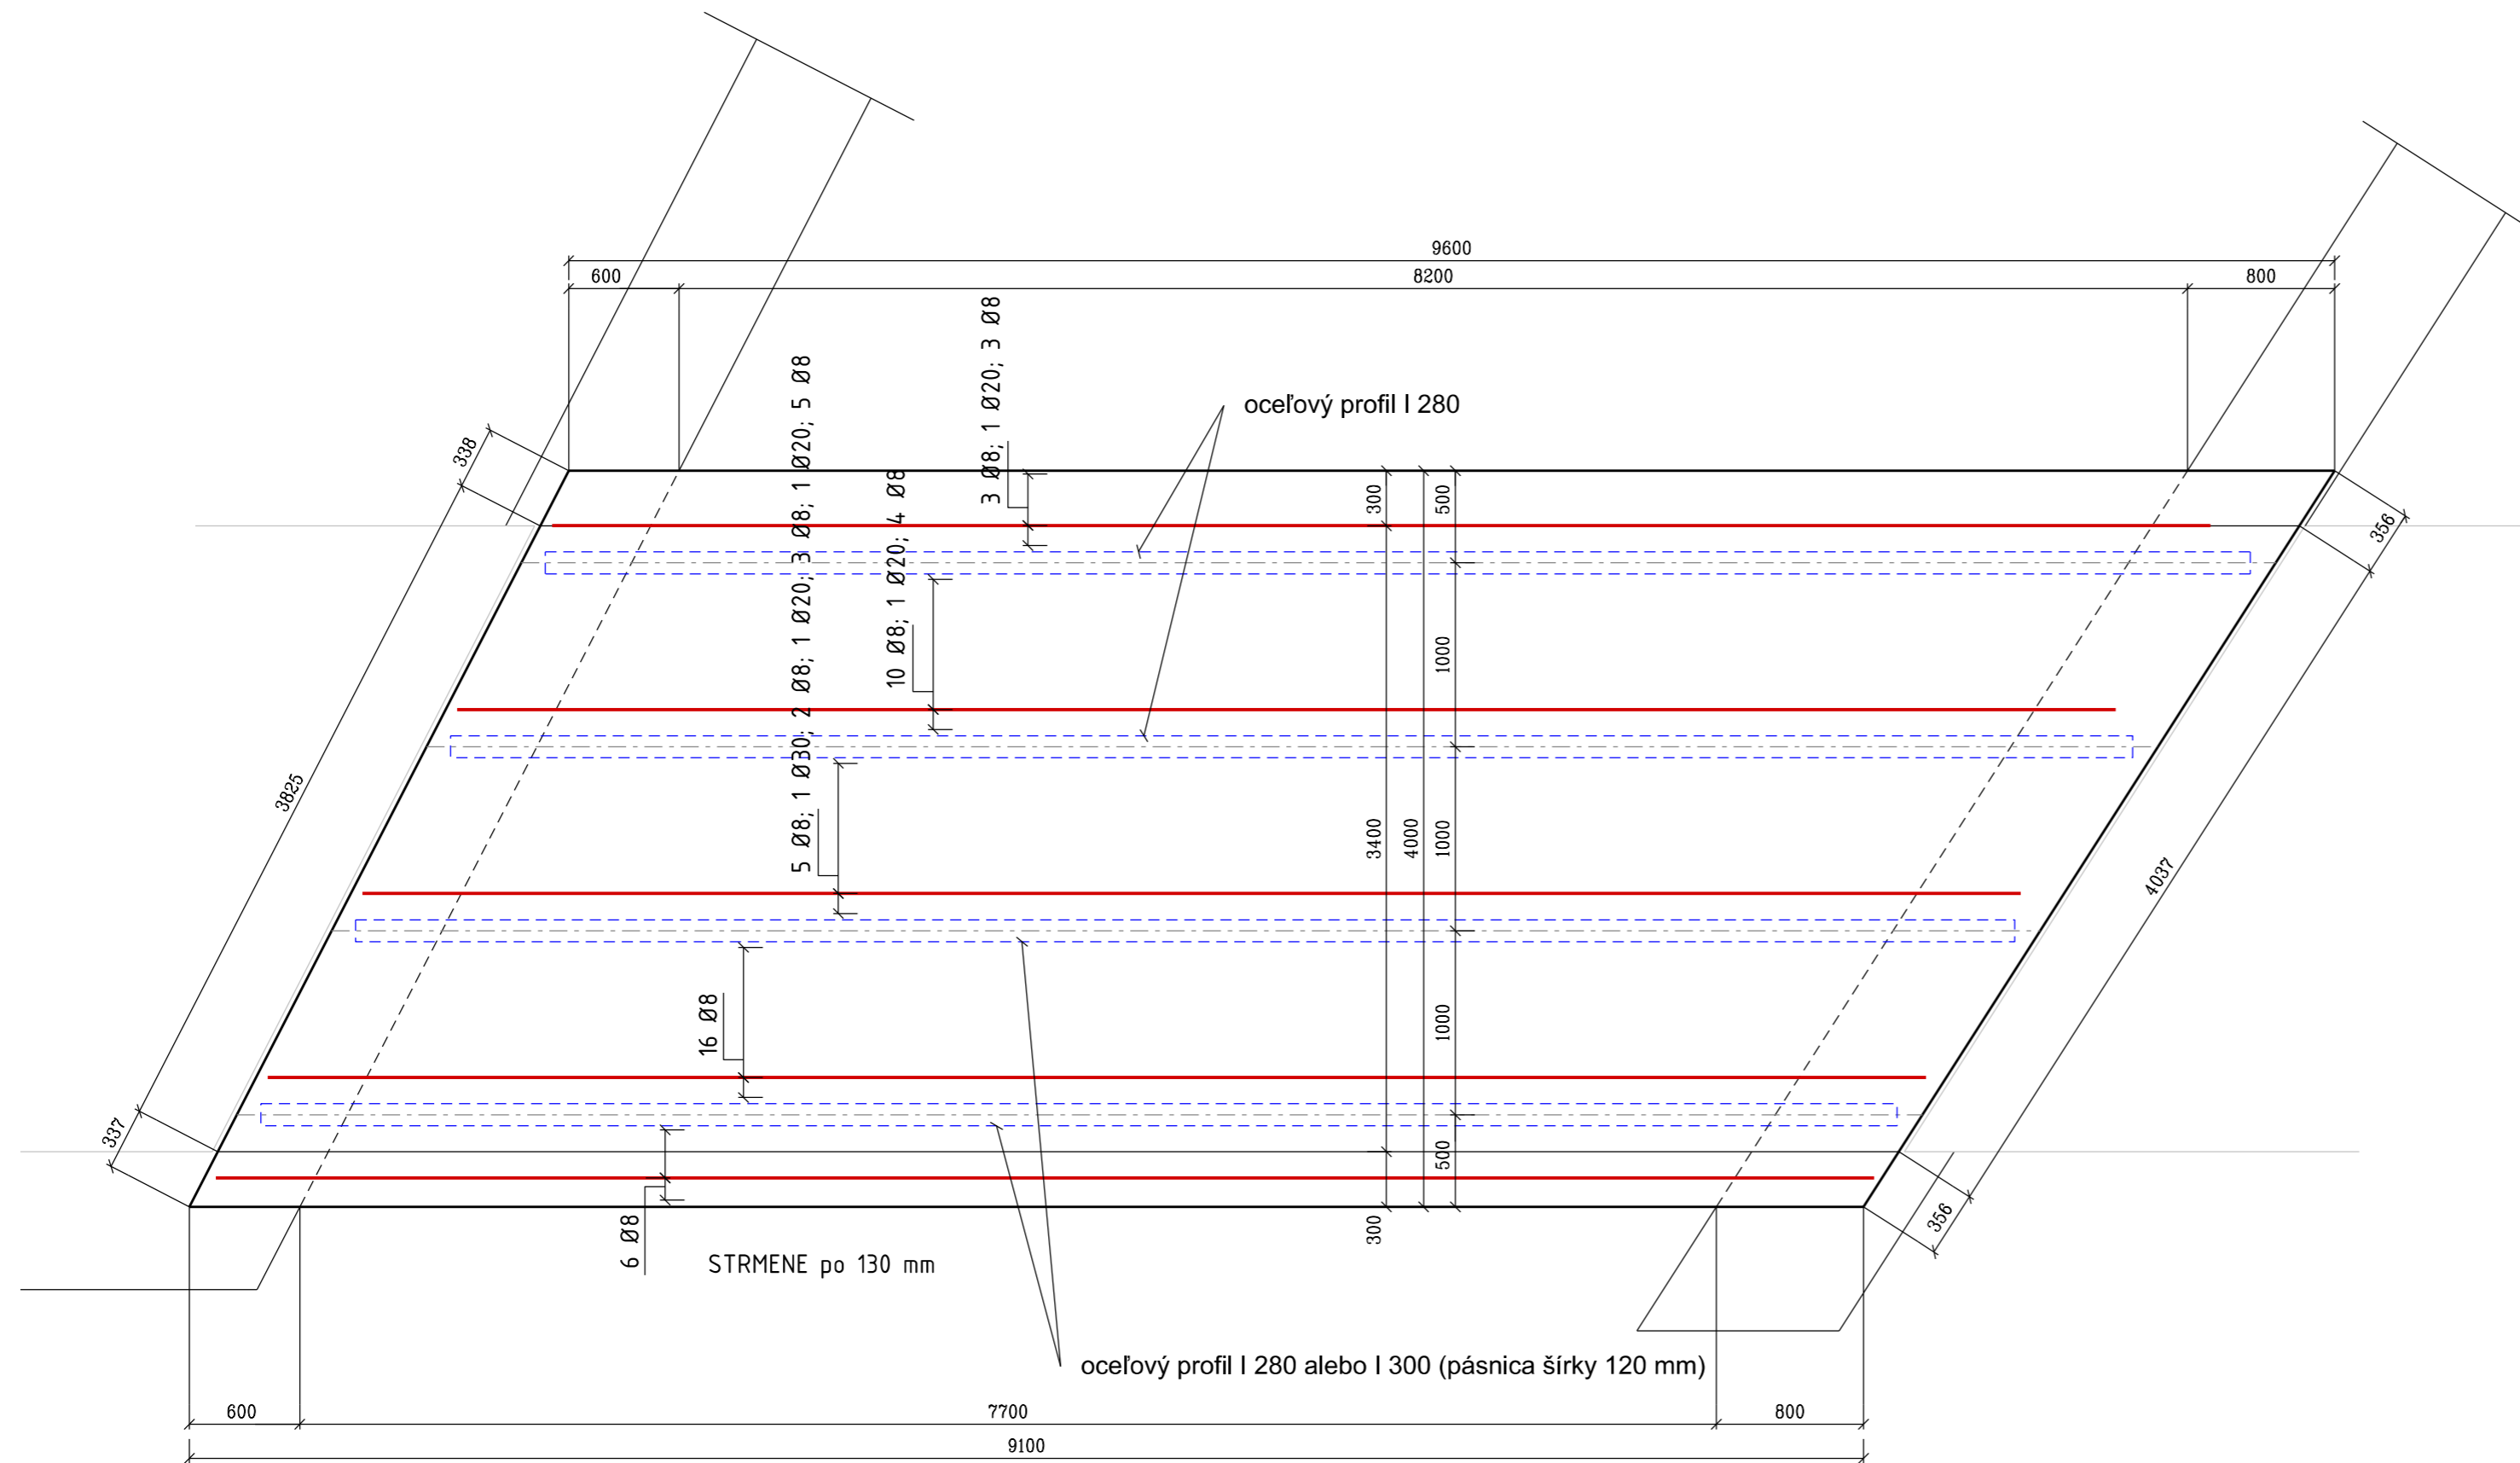 9600
600
8200
800
3 Ø8; 1 Ø20; 3 Ø8
oceľový profil I 280
5 Ø8; 1 Ø30; 2 Ø8; 1 Ø20; 3 Ø8; 1 Ø20; 5 Ø8
10 Ø8; 1 Ø20; 4 Ø8
338
300
500
356
1000
3825
3400
4000
1000
4037
16 Ø8
1000
337
500
6 Ø8
300
356
STRMENE po 130 mm
oceľový profil I 280 alebo I 300 (pásnica šírky 120 mm)
600
7700
800
9100